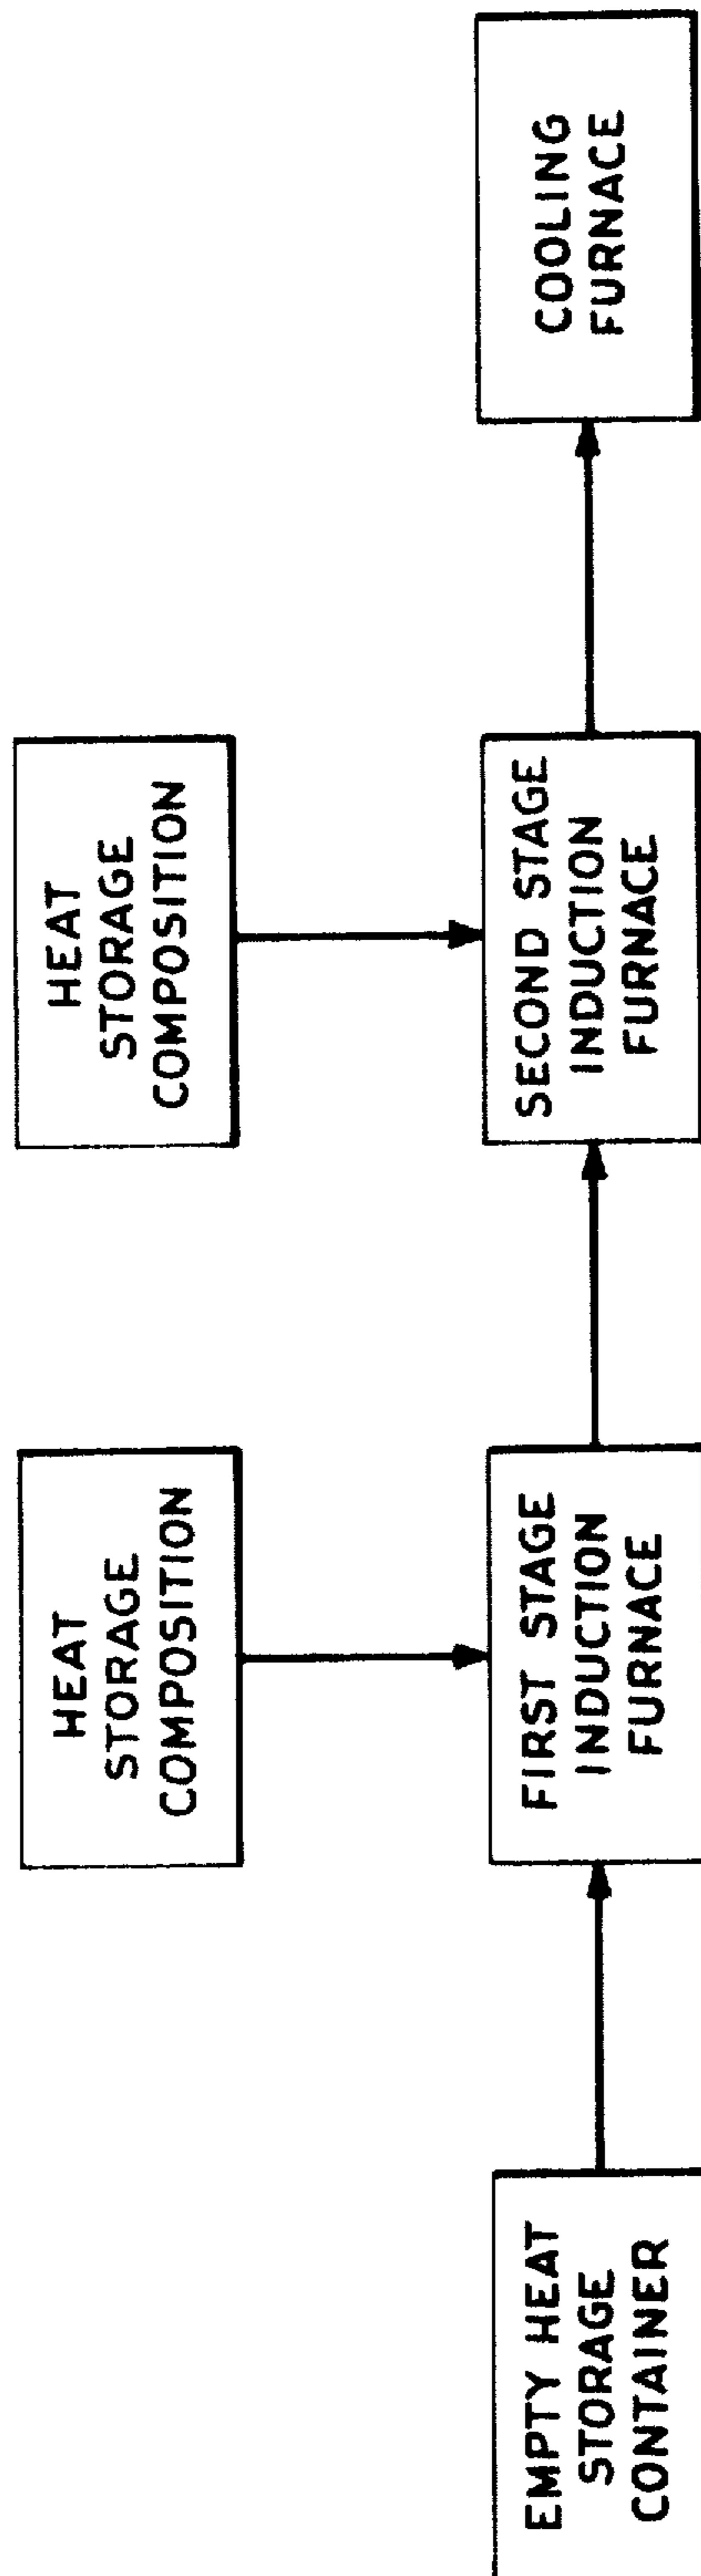 HEAT
STORAGE
COMPOSITION
HEAT
STORAGE
COMPOSITION
EMPTY HEAT
STORAGE
CONTAINER
FIRST STAGE
INDUCTION
FURNACE
SECOND STAGE
INDUCTION
FURNACE
COOLING
FURNACE